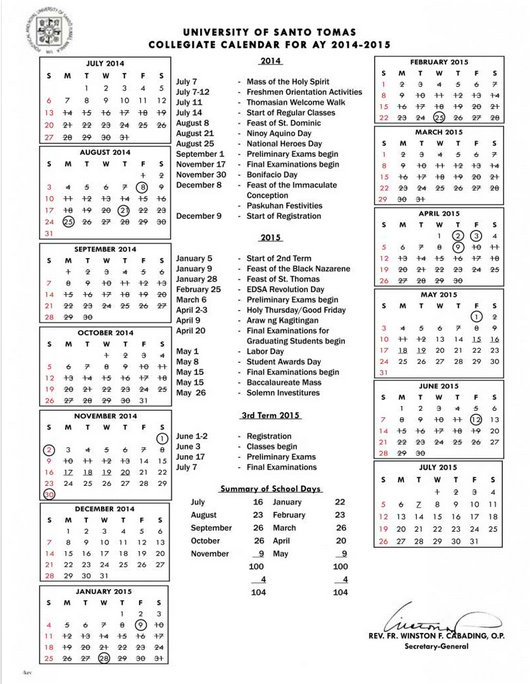 UNIVERSITY OF SANTO TOMAS
COLLEGIATE CALENDAR FOR AY 2014-2015
JULY 2014
S M T W T F S
1 2 3 4 5
6 7 8 9 10 11 12
13 14 15 16 17 18 19
20 21 22 23 24 25 26
27 28 29 30 31
AUGUST 2014
S M T W T F S
1 2
3 4 5 6 7 8 9
10 11 12 13 14 15 16
17 18 19 20 21 22 23
24 25 26 27 28 29 30
31
SEPTEMBER 2014
S M T W T F S
1 2 3 4 5 6
7 8 9 10 11 12 13
14 15 16 17 18 19 20
21 22 23 24 25 26 27
28 29 30
OCTOBER 2014
S M T W T F S
1 2 3 4
5 6 7 8 9 10 11
12 13 14 15 16 17 18
19 20 21 22 23 24 25
26 27 28 29 30 31
NOVEMBER 2014
S M T W T F S
1
2 3 4 5 6 7 8
9 10 11 12 13 14 15
16 17 18 19 20 21 22
23 24 25 26 27 28 29
30
DECEMBER 2014
S M T W T F S
1 2 3 4 5 6
7 8 9 10 11 12 13
14 15 16 17 18 19 20
21 22 23 24 25 26 27
28 29 30 31
JANUARY 2015
S M T W T F S
1 2 3
4 5 6 7 8 9 10
11 12 13 14 15 16 17
18 19 20 21 22 23 24
25 26 27 28 29 30 31
2014
July 7 - Mass of the Holy Spirit
July 7-12 - Freshmen Orientation Activities
July 11 - Thomasian Welcome Walk
July 14 - Start of Regular Classes
August 8 - Feast of St. Dominic
August 21 - Ninoy Aquino Day
August 25 - National Heroes Day
September 1 - Preliminary Exams begin
November 17 - Final Examinations begin
November 30 - Bonifacio Day
December 8 - Feast of the Immaculate
Conception
- Paskuhan Festivities
December 9 - Start of Registration
2015
January 5 - Start of 2nd Term
January 9 - Feast of the Black Nazarene
January 28 - Feast of St. Thomas
February 25 - EDSA Revolution Day
March 6 - Preliminary Exams begin
April 2-3 - Holy Thursday/Good Friday
April 9 - Araw ng Kagitingan
April 20 - Final Examinations for
Graduating Students begin
May 1 - Labor Day
May 8 - Student Awards Day
May 15 - Final Examinations begin
May 15 - Baccalaureate Mass
May 26 - Solemn Investitures
3rd Term 2015
June 1-2 - Registration
June 3 - Classes begin
June 17 - Preliminary Exams
July 7 - Final Examinations
Summary of School Days
July 16 January 22
August 23 February 23
September 26 March 26
October 26 April 20
November 9 May 9
100 100
4 4
104 104
FEBRUARY 2015
S M T W T F S
1 2 3 4 5 6 7
8 9 10 11 12 13 14
15 16 17 18 19 20 21
22 23 24 25 26 27 28
MARCH 2015
S M T W T F S
1 2 3 4 5 6 7
8 9 10 11 12 13 14
15 16 17 18 19 20 21
22 23 24 25 26 27 28
29 30 31
APRIL 2015
S M T W T F S
1 2 3 4
5 6 7 8 9 10 11
12 13 14 15 16 17 18
19 20 21 22 23 24 25
26 27 28 29 30
MAY 2015
S M T W T F S
1 2
3 4 5 6 7 8 9
10 11 12 13 14 15 16
17 18 19 20 21 22 23
24 25 26 27 28 29 30
31
JUNE 2015
S M T W T F S
1 2 3 4 5 6
7 8 9 10 11 12 13
14 15 16 17 18 19 20
21 22 23 24 25 26 27
28 29 30
JULY 2015
S M T W T F S
1 2 3 4
5 6 7 8 9 10 11
12 13 14 15 16 17 18
19 20 21 22 23 24 25
26 27 28 29 30 31
REV. FR. WINSTON F. CABADING, O.P.
Secretary-General